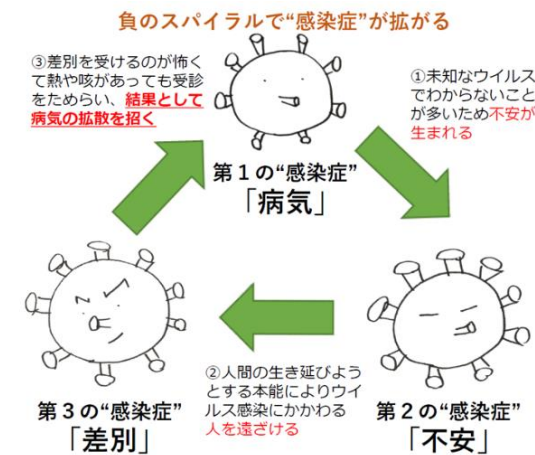 負のスパイラルで“感染症”が拡がる
③差別を受けるのが怖く
て熱や咳があっても受診
をためらい、結果として
病気の拡散を招く
①未知なウイルス
でわからないこと
が多いため不安が
生まれる
第１の“感染症”
「病気」
②人間の生き延びよう
とする本能によりウイ
ルス感染にかかわる
人を遠ざける
第３の“感染症”
「差別」
第２の“感染症”
「不安」